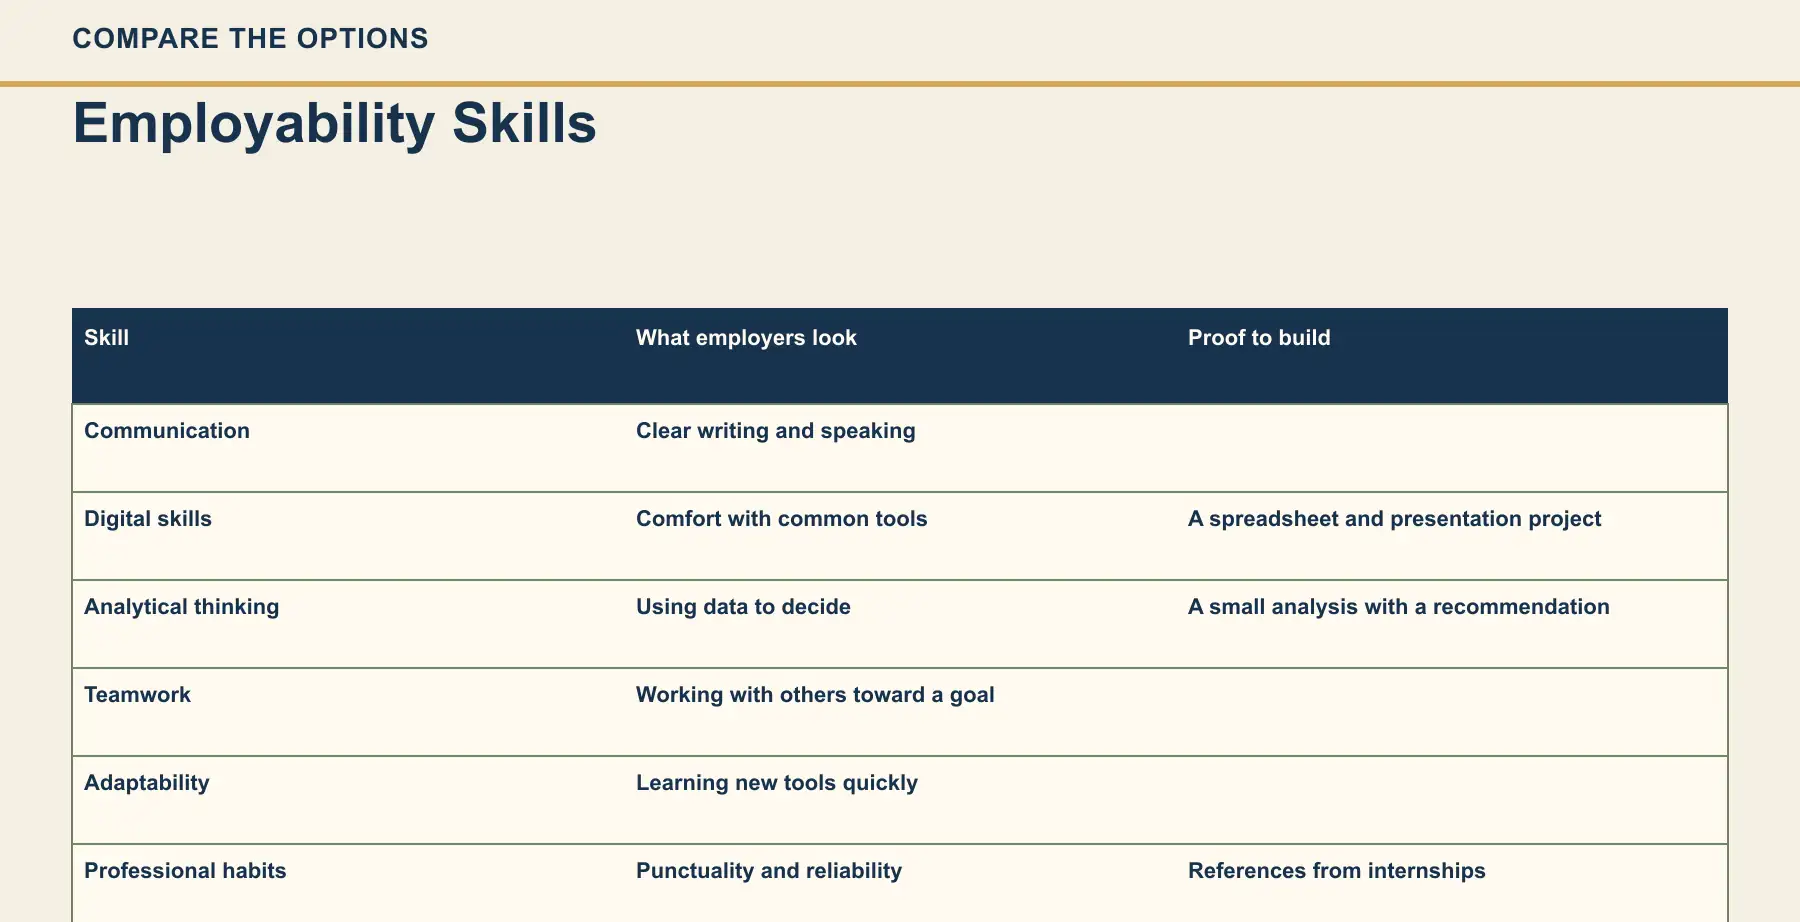 COMPARE THE OPTIONS
Employability Skills
Skill What employers look Proof to build
Communication Clear writing and speaking
Digital skills Comfort with common tools A spreadsheet and presentation project
Analytical thinking Using data to decide A small analysis with a recommendation
Teamwork Working with others toward a goal
Adaptability Learning new tools quickly
Professional habits Punctuality and reliability References from internships